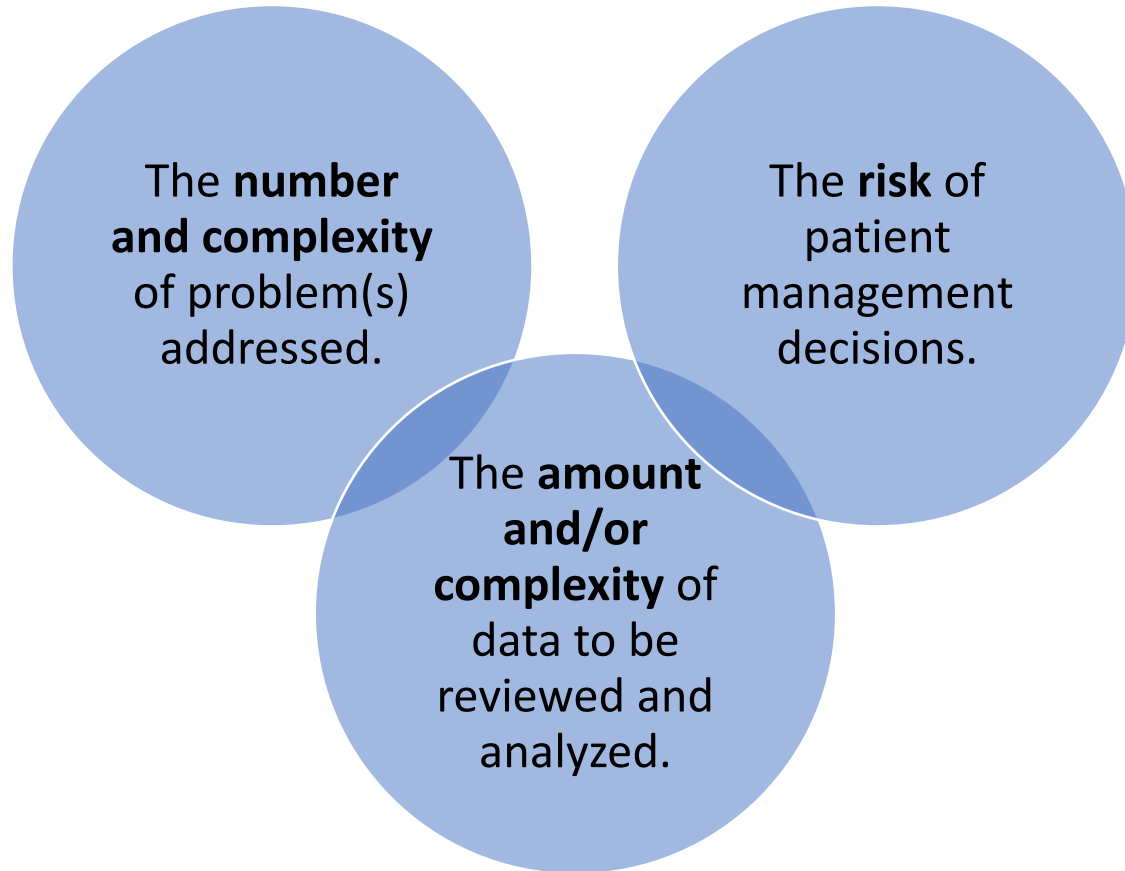 The number
and complexity
of problem(s)
addressed.
The risk of
patient
management
decisions.
The amount
and/or
complexity of
data to be
reviewed and
analyzed.